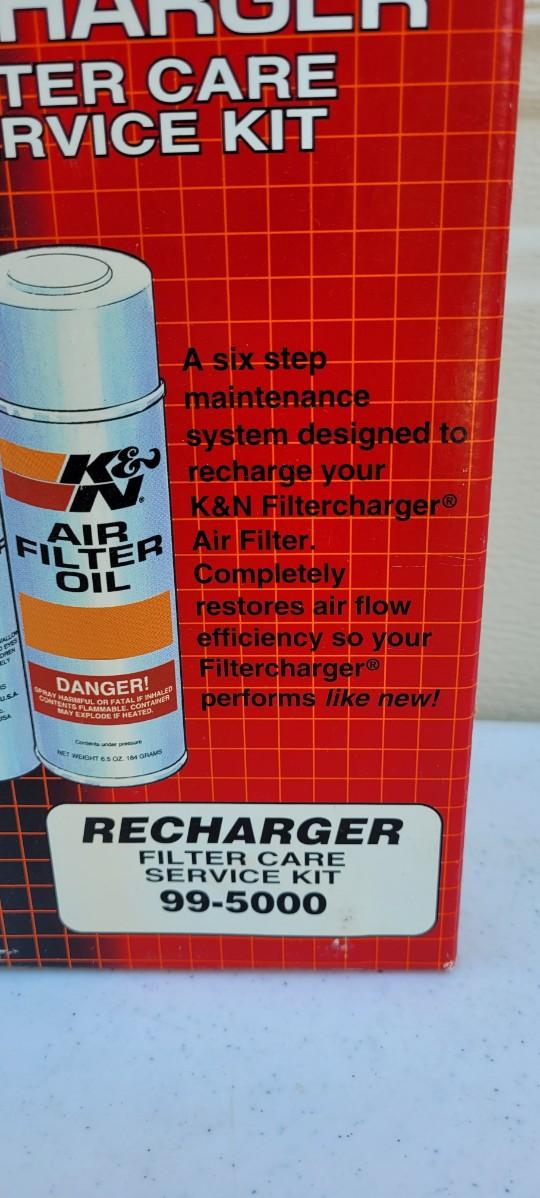 HARGER
TER CARE
RVICE KIT
A six step
maintenance
system designed to
recharge your
K&N Filtercharger®
Air Filter.
Completely
restores air flow
efficiency so your
Filtercharger®
performs like new!
K&N®
AIR
FILTER
OIL
DANGER!
SPRAY HARMFUL OR FATAL IF INHALED
CONTENTS FLAMMABLE. CONTAINER
MAY EXPLODE IF HEATED.
Contents under pressure
NET WEIGHT 6.5 OZ. 184 GRAMS
RECHARGER
FILTER CARE
SERVICE KIT
99-5000